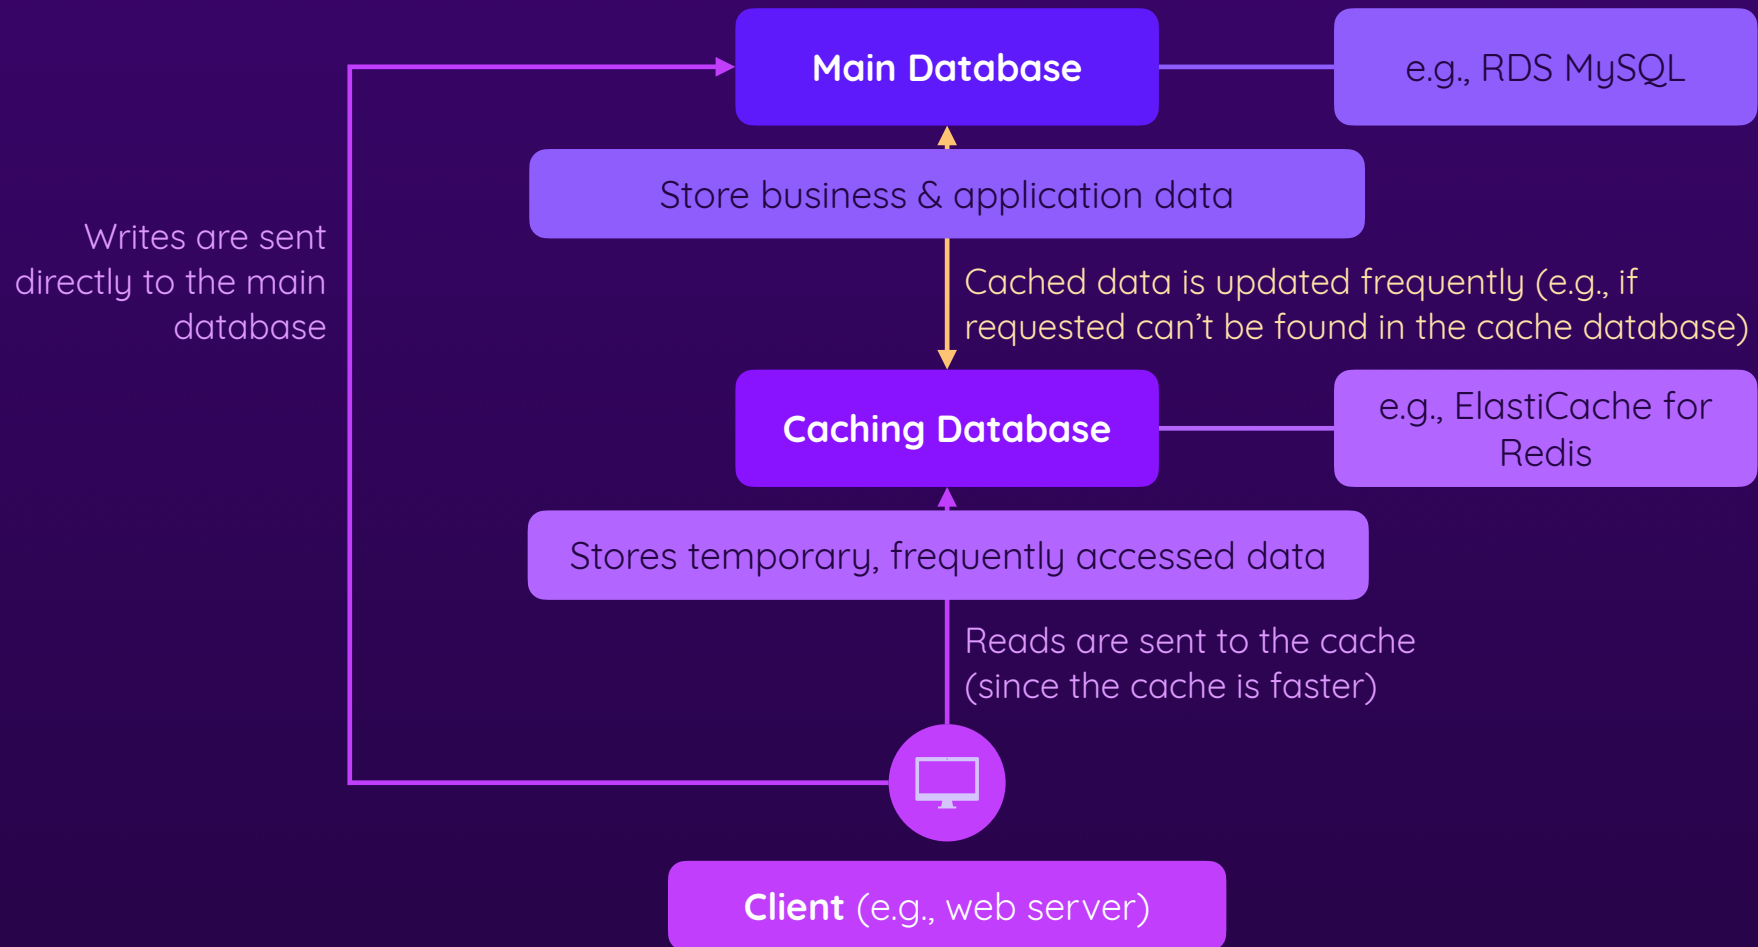 Main Database
e.g., RDS MySQL
Store business & application data
Writes are sent
directly to the main
database
Cached data is updated frequently (e.g., if
requested can’t be found in the cache database)
Caching Database
e.g., ElastiCache for
Redis
Stores temporary, frequently accessed data
Reads are sent to the cache
(since the cache is faster)
Client (e.g., web server)